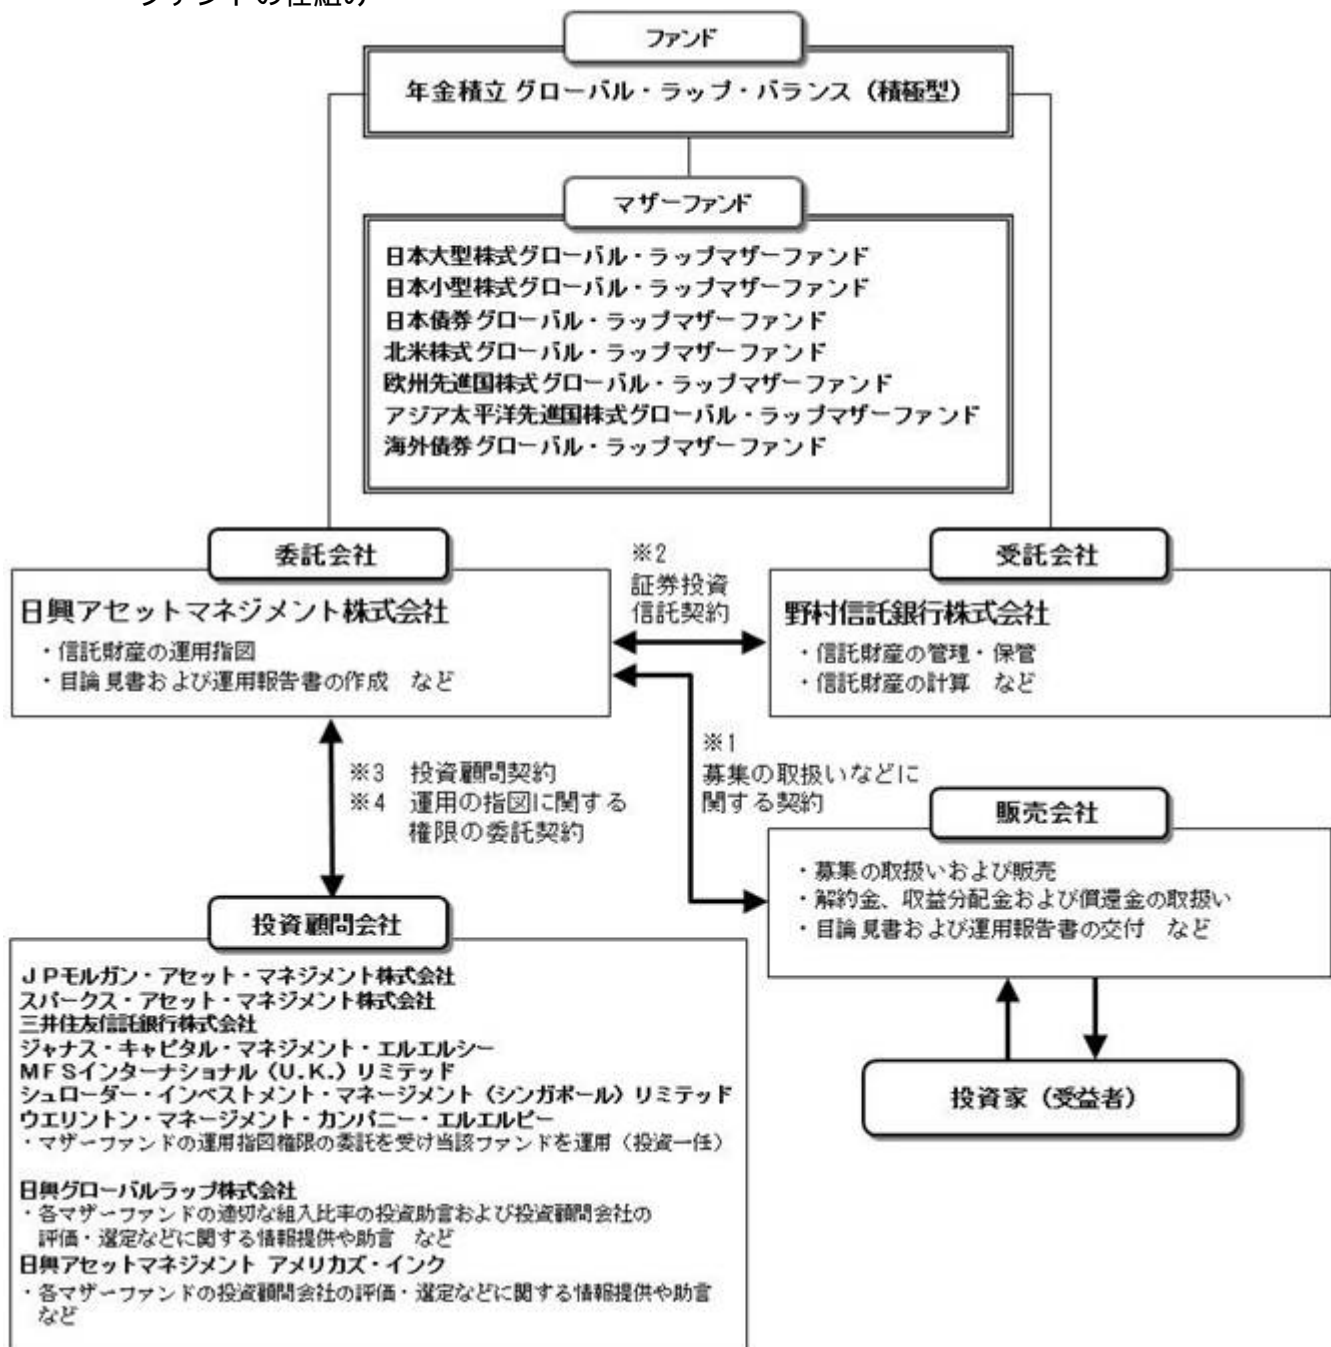 ファンドの仕組み
ファンド
年金積立 グローバル・ラップ・バランス（積極型）
マザーファンド
日本大型株式グローバル・ラップマザーファンド
日本小型株式グローバル・ラップマザーファンド
日本債券グローバル・ラップマザーファンド
北米株式グローバル・ラップマザーファンド
欧州先進国株式グローバル・ラップマザーファンド
アジア太平洋先進国株式グローバル・ラップマザーファンド
海外債券グローバル・ラップマザーファンド
委託会社
日興アセットマネジメント株式会社
・信託財産の運用指図
・目論見書および運用報告書の作成　など
※2
証券投資
信託契約
受託会社
野村信託銀行株式会社
・信託財産の管理・保管
・信託財産の計算　など
※3　投資顧問契約
※4　運用の指図に関する
権限の委託契約
※1
募集の取扱いなどに
関する契約
販売会社
・募集の取扱いおよび販売
・解約金、収益分配金および償還金の取扱い
・目論見書および運用報告書の交付　など
投資家（受益者）
投資顧問会社
ＪＰモルガン・アセット・マネジメント株式会社
スパークス・アセット・マネジメント株式会社
三井住友信託銀行株式会社
ジャナス・キャピタル・マネジメント・エルエルシー
ＭＦＳインターナショナル（Ｕ.Ｋ.）リミテッド
シュローダー・インベストメント・マネージメント（シンガポール）リミテッド
ウエリントン・マネージメント・カンパニー・エルエルピー
・マザーファンドの運用指図権限の委託を受け当該ファンドを運用（投資一任）
日興グローバルラップ株式会社
・各マザーファンドの適切な組入比率の投資助言および投資顧問会社の
評価・選定などに関する情報提供や助言　など
日興アセットマネジメント アメリカズ・インク
・各マザーファンドの投資顧問会社の評価・選定などに関する情報提供や助言
など